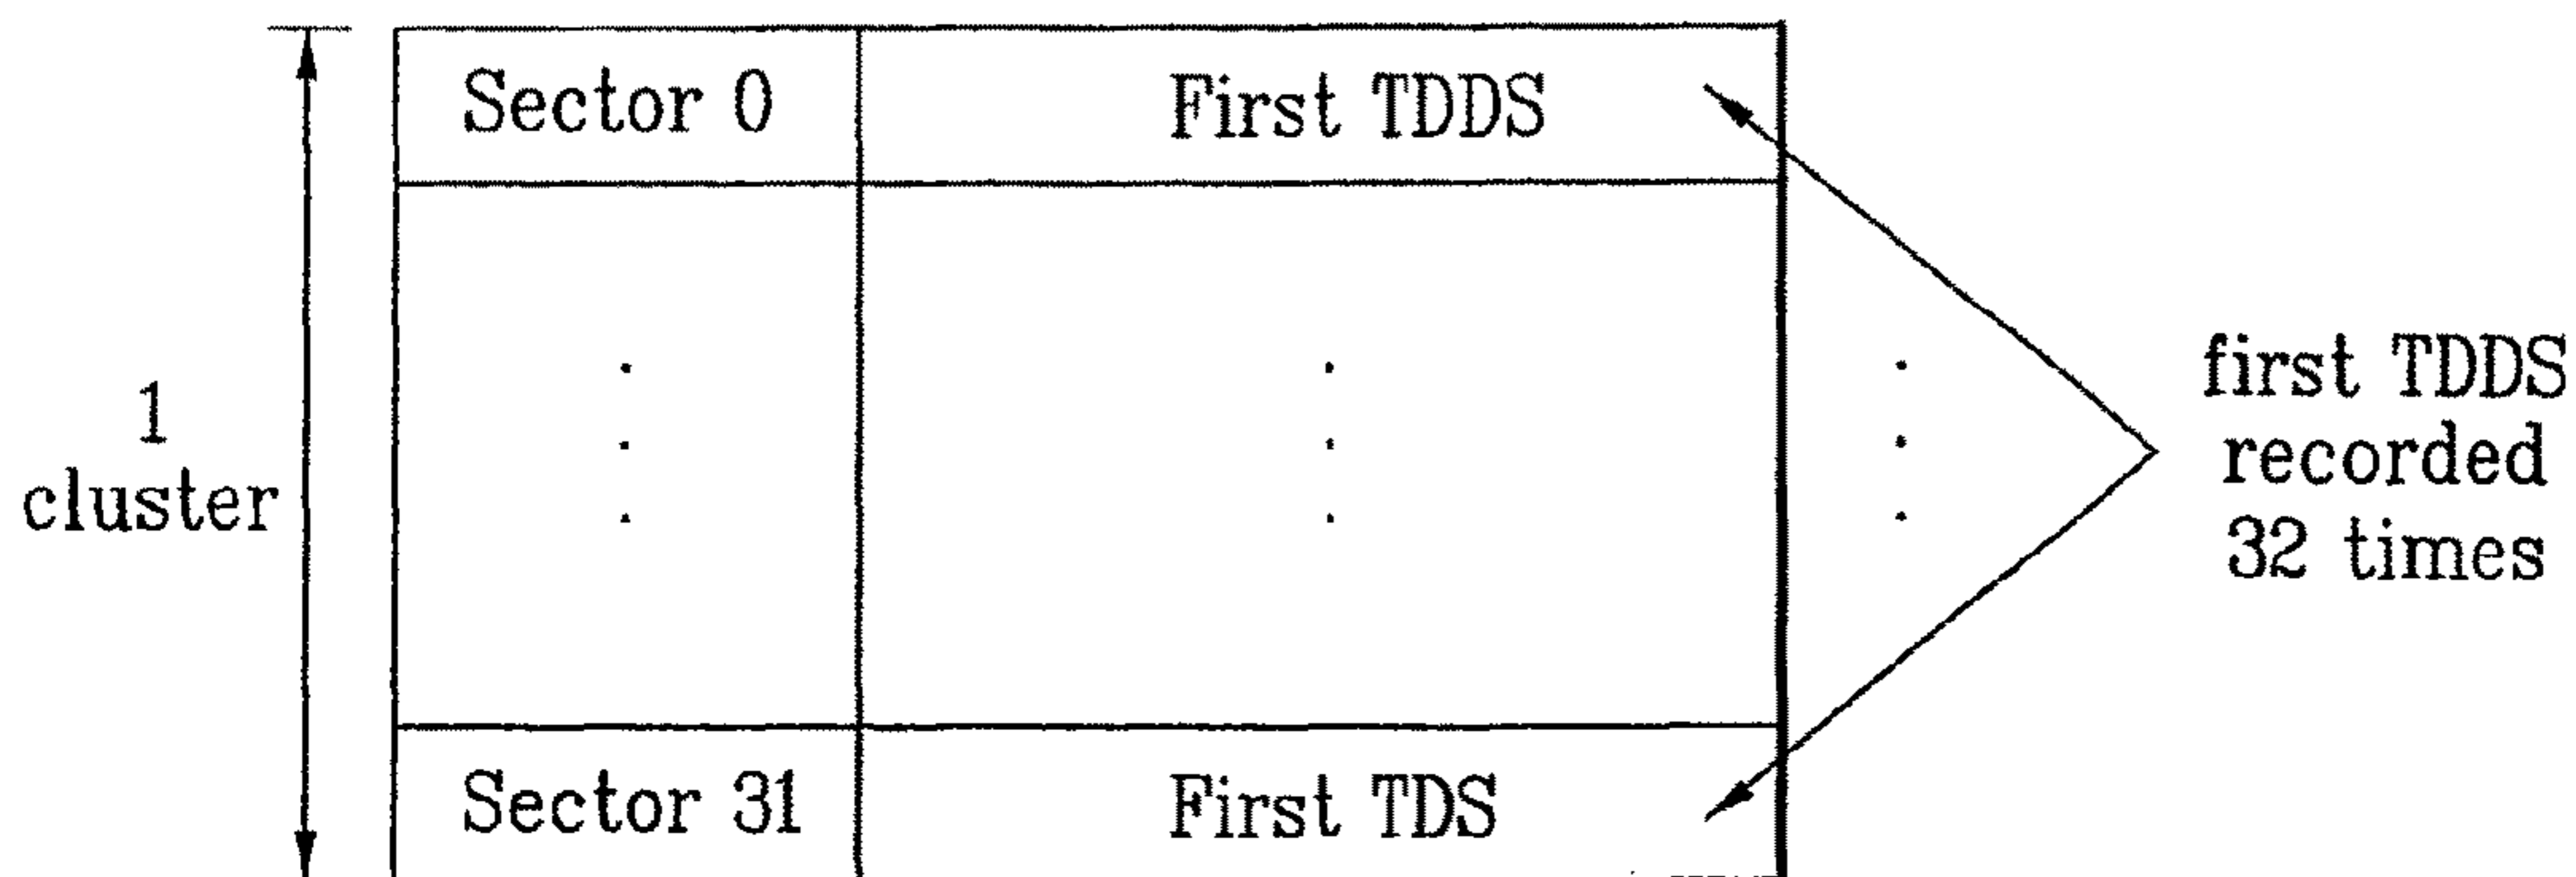 Sector 0 First TDDS
1
cluster
first TDDS
recorded
32 times
Sector 31 First TDS